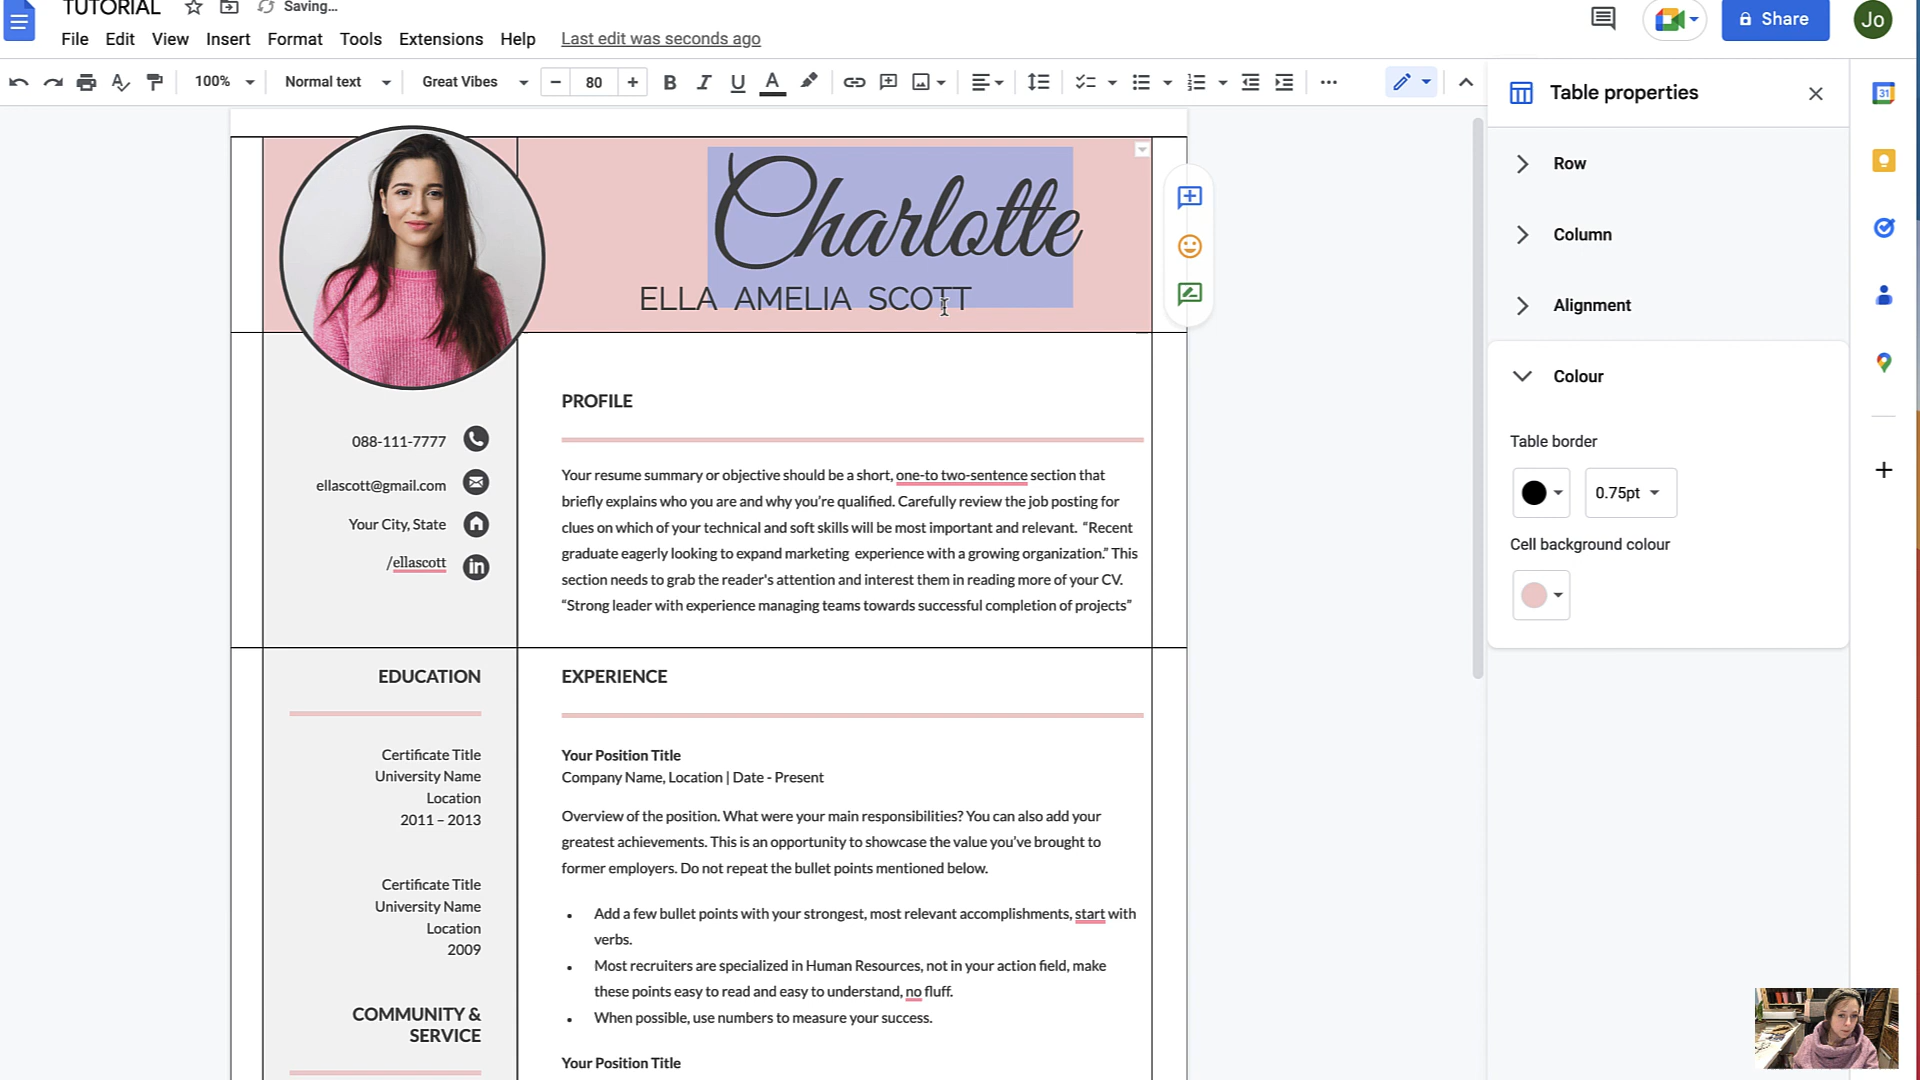 TUTORIAL
Saving...
File Edit View Insert Format Tools Extensions Help Last edit was seconds ago
Share
Jo
100% Normal text Great Vibes 80 B I U A
Table properties
31
Row
Column
Alignment
Colour
Table border
0.75pt
Cell background colour
Charlotte
ELLA AMELIA SCOTT
088-111-7777
ellascott@gmail.com
Your City, State
/ellascott
in
PROFILE
Your resume summary or objective should be a short, one-to two-sentence section that
briefly explains who you are and why you're qualified. Carefully review the job posting for
clues on which of your technical and soft skills will be most important and relevant. “Recent
graduate eagerly looking to expand marketing experience with a growing organization.” This
section needs to grab the reader's attention and interest them in reading more of your CV.
“Strong leader with experience managing teams towards successful completion of projects”
EDUCATION
Certificate Title
University Name
Location
2011 – 2013
Certificate Title
University Name
Location
2009
COMMUNITY &
SERVICE
EXPERIENCE
Your Position Title
Company Name, Location | Date - Present
Overview of the position. What were your main responsibilities? You can also add your
greatest achievements. This is an opportunity to showcase the value you've brought to
former employers. Do not repeat the bullet points mentioned below.
• Add a few bullet points with your strongest, most relevant accomplishments, start with
verbs.
• Most recruiters are specialized in Human Resources, not in your action field, make
these points easy to read and easy to understand, no fluff.
• When possible, use numbers to measure your success.
Your Position Title